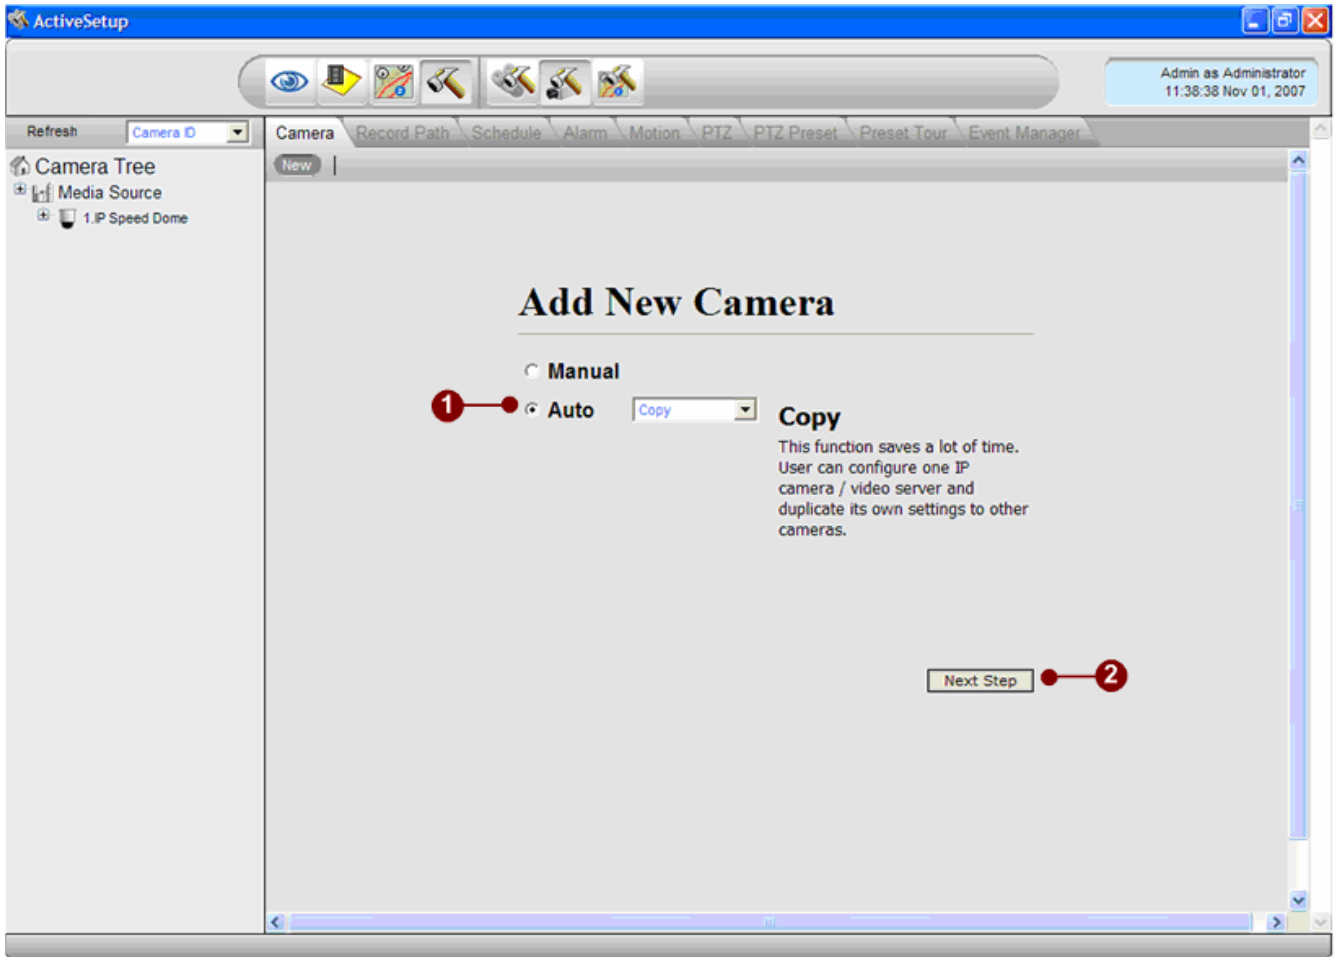 ActiveSetup
Admin as Administrator
11:38:38 Nov 01, 2007
Refresh Camera ID
Camera Record Path Schedule Alarm Motion PTZ PTZ Preset Preset Tour Event Manager
New
Camera Tree
Media Source
1.IP Speed Dome
Add New Camera
Manual
1 Auto Copy
Copy
This function saves a lot of time.
User can configure one IP
camera / video server and
duplicate its own settings to other
cameras.
Next Step 2